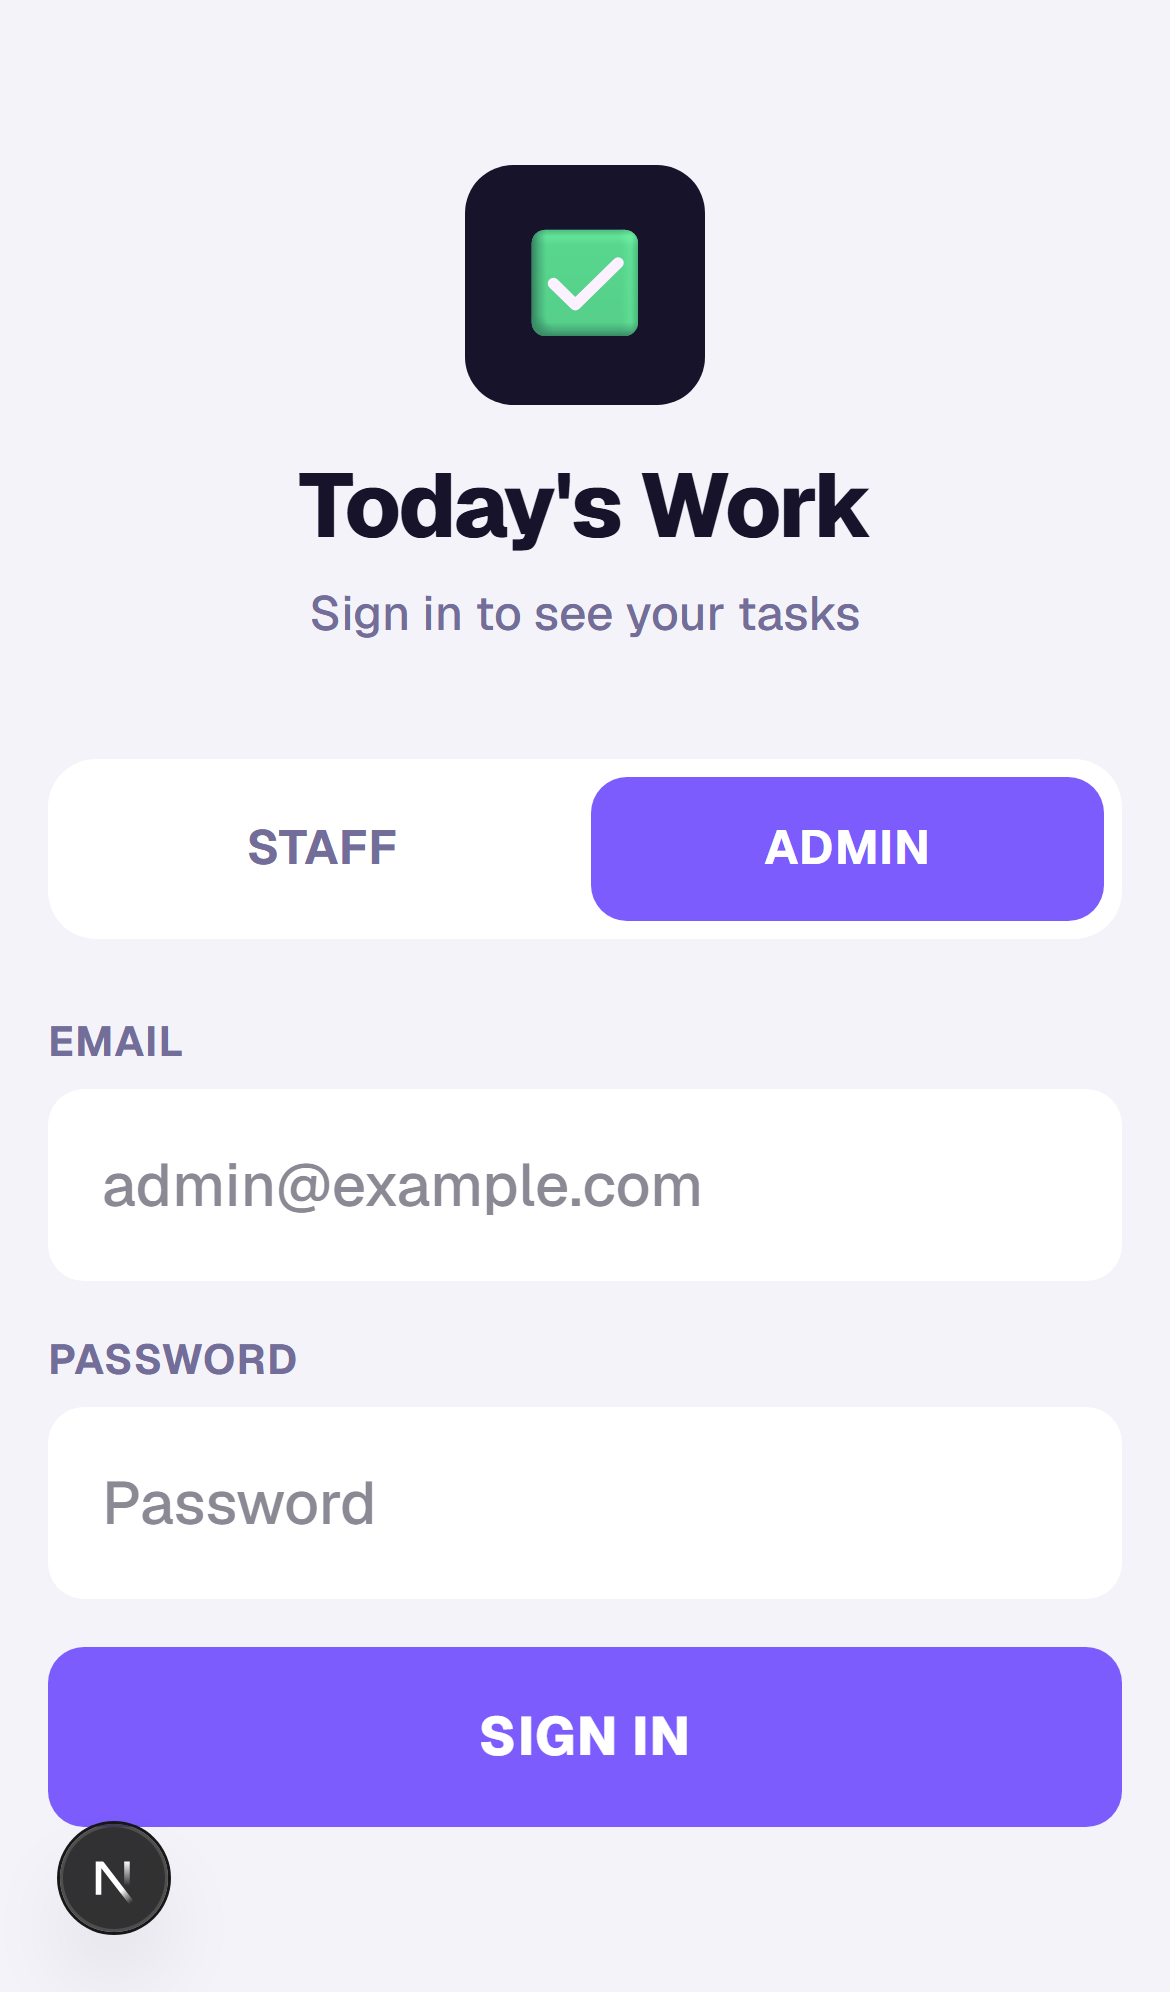 Today's Work
Sign in to see your tasks
STAFF
ADMIN
EMAIL
admin@example.com
PASSWORD
Password
SIGN IN
N